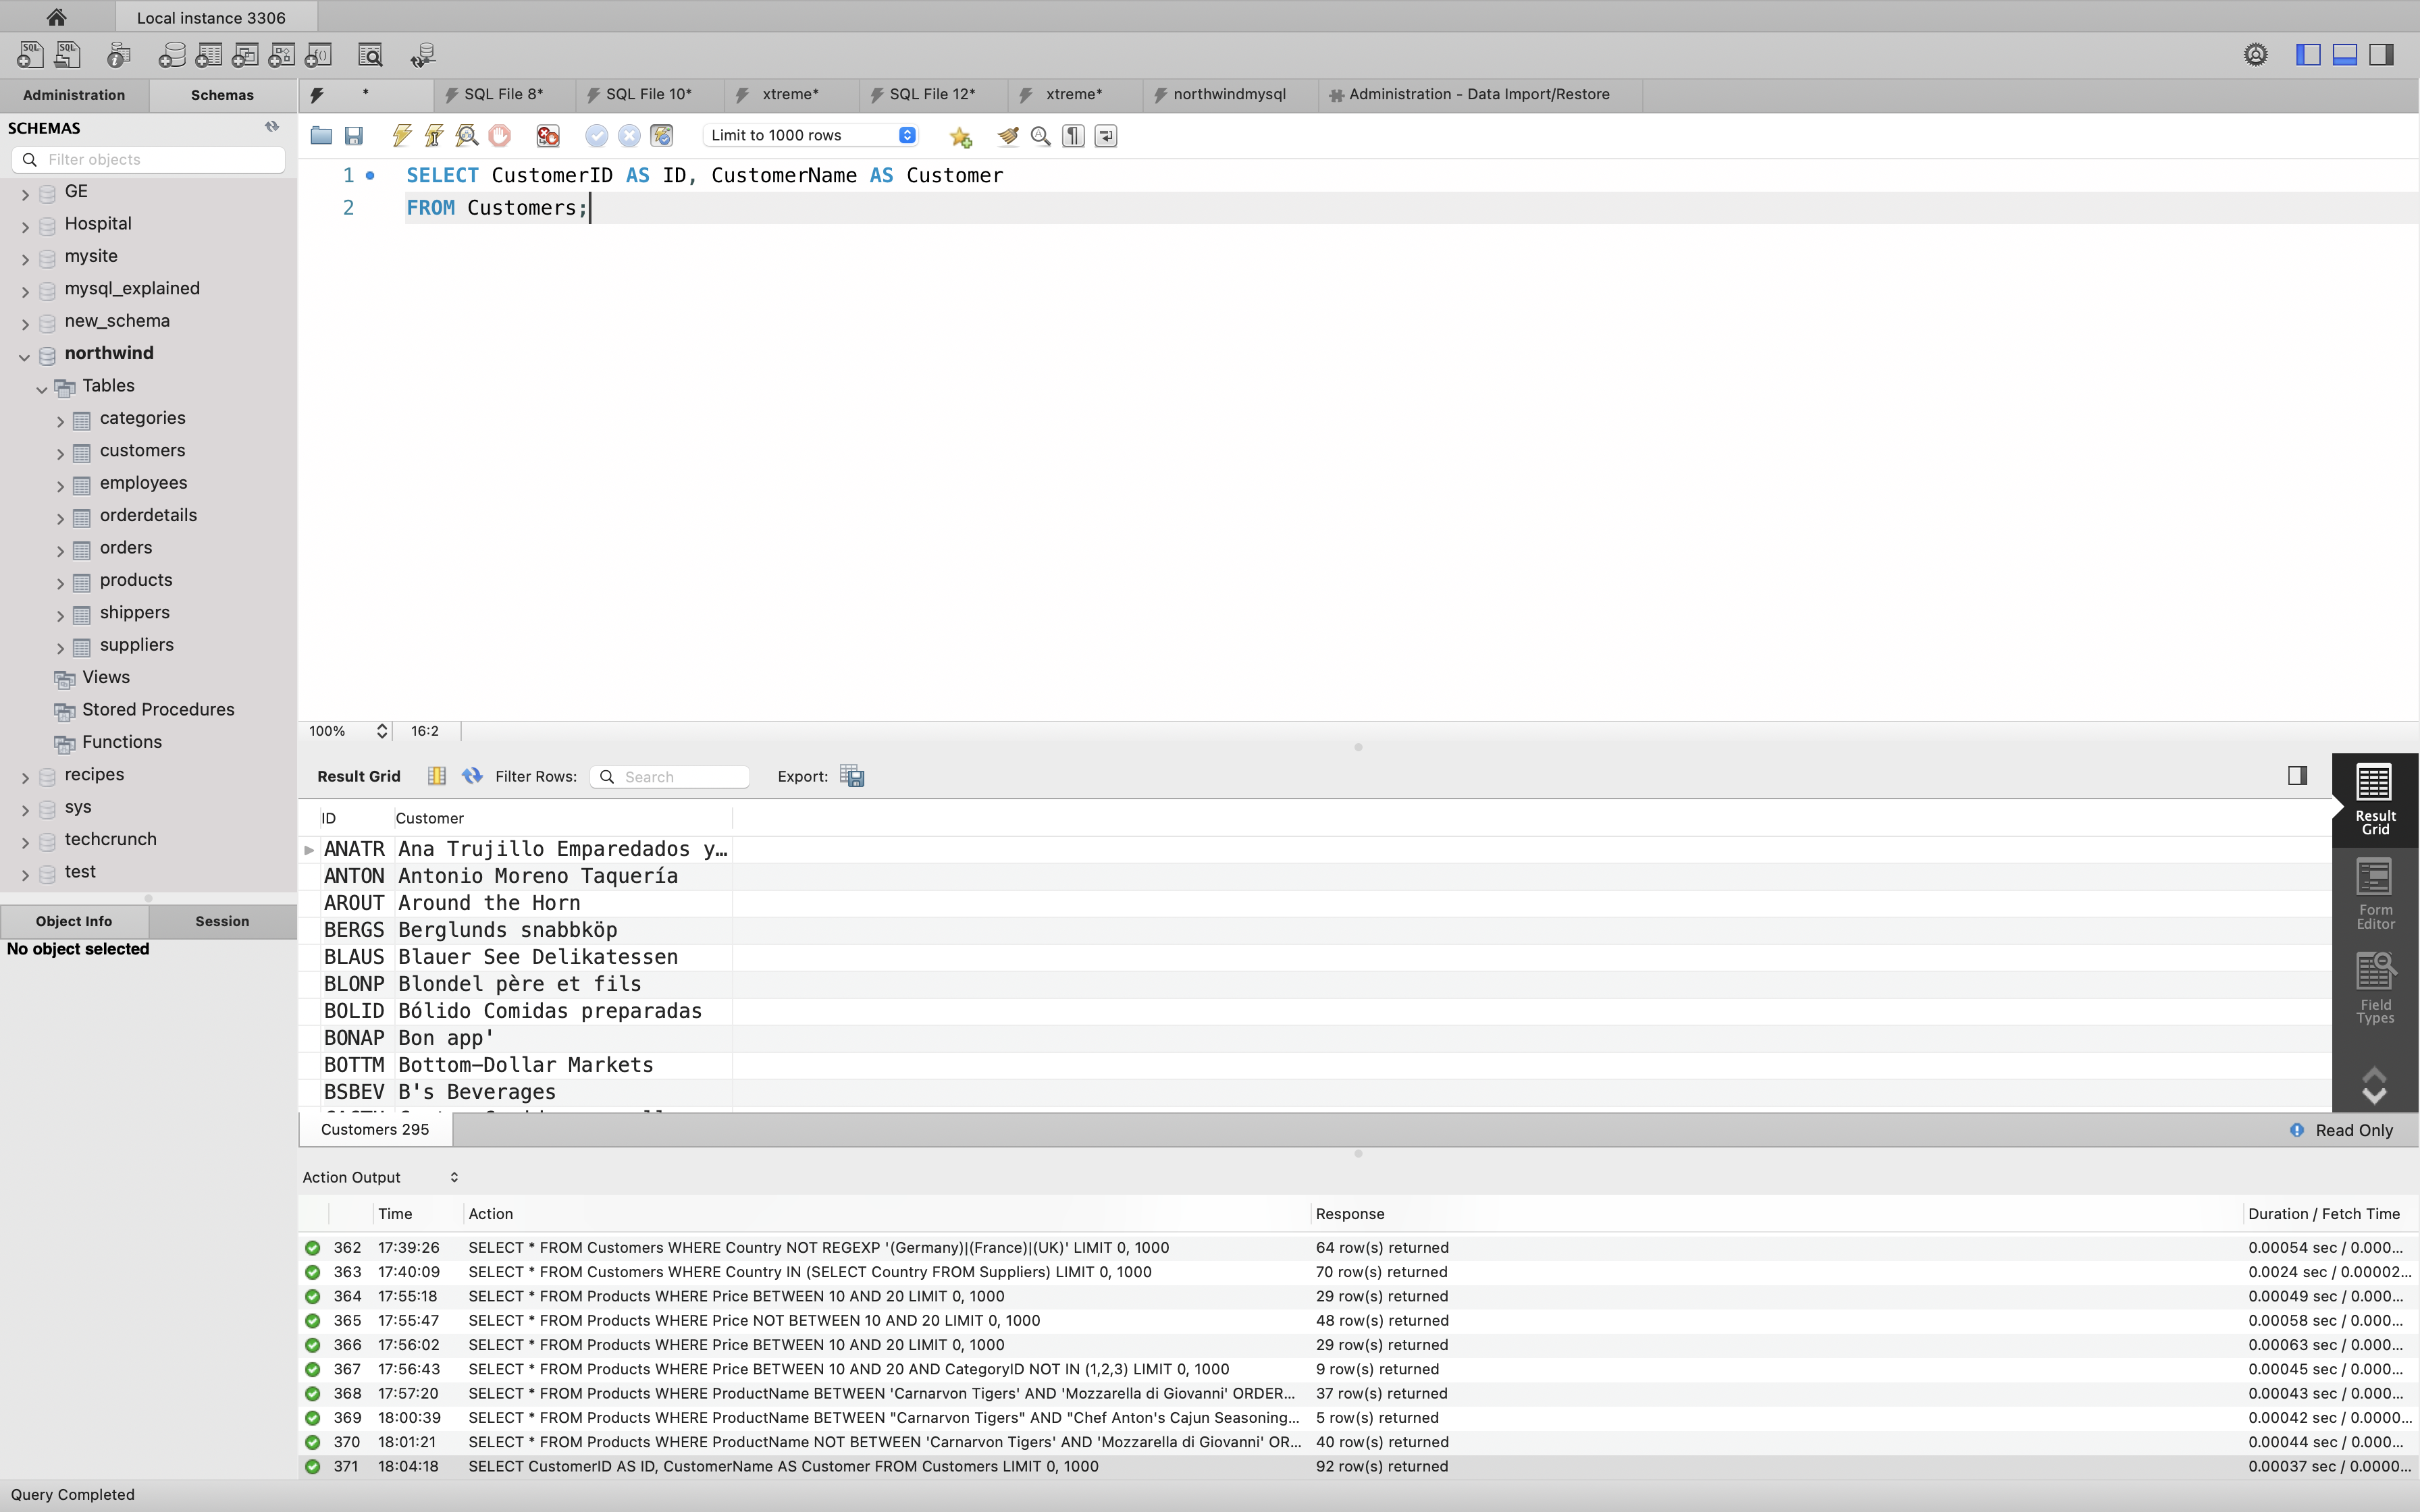 Local instance 3306
Administration Schemas
* SQL File 8* SQL File 10* xtreme* SQL File 12* xtreme* northwindmysql Administration - Data Import/Restore
SCHEMAS
Filter objects
Limit to 1000 rows
1 SELECT CustomerID AS ID, CustomerName AS Customer
2 FROM Customers;
GE
Hospital
mysite
mysql_explained
new_schema
northwind
Tables
categories
customers
employees
orderdetails
orders
products
shippers
suppliers
Views
Stored Procedures
Functions
recipes
sys
techcrunch
test
Object Info Session
No object selected
100% 16:2
Result Grid Filter Rows: Search Export:
ID Customer
ANATR Ana Trujillo Emparedados y…
ANTON Antonio Moreno Taquería
AROUT Around the Horn
BERGS Berglunds snabbköp
BLAUS Blauer See Delikatessen
BLONP Blondel père et fils
BOLID Bólido Comidas preparadas
BONAP Bon app'
BOTTM Bottom-Dollar Markets
BSBEV B's Beverages
Result
Grid
Form
Editor
Field
Types
Customers 295 Read Only
Action Output
Time Action Response Duration / Fetch Time
362 17:39:26 SELECT * FROM Customers WHERE Country NOT REGEXP '(Germany)|(France)|(UK)' LIMIT 0, 1000 64 row(s) returned 0.00054 sec / 0.000...
363 17:40:09 SELECT * FROM Customers WHERE Country IN (SELECT Country FROM Suppliers) LIMIT 0, 1000 70 row(s) returned 0.0024 sec / 0.00002...
364 17:55:18 SELECT * FROM Products WHERE Price BETWEEN 10 AND 20 LIMIT 0, 1000 29 row(s) returned 0.00049 sec / 0.000...
365 17:55:47 SELECT * FROM Products WHERE Price NOT BETWEEN 10 AND 20 LIMIT 0, 1000 48 row(s) returned 0.00058 sec / 0.000...
366 17:56:02 SELECT * FROM Products WHERE Price BETWEEN 10 AND 20 LIMIT 0, 1000 29 row(s) returned 0.00063 sec / 0.000...
367 17:56:43 SELECT * FROM Products WHERE Price BETWEEN 10 AND 20 AND CategoryID NOT IN (1,2,3) LIMIT 0, 1000 9 row(s) returned 0.00045 sec / 0.000...
368 17:57:20 SELECT * FROM Products WHERE ProductName BETWEEN 'Carnarvon Tigers' AND 'Mozzarella di Giovanni' ORDER... 37 row(s) returned 0.00043 sec / 0.000...
369 18:00:39 SELECT * FROM Products WHERE ProductName BETWEEN "Carnarvon Tigers" AND "Chef Anton's Cajun Seasoning... 5 row(s) returned 0.00042 sec / 0.0000...
370 18:01:21 SELECT * FROM Products WHERE ProductName NOT BETWEEN 'Carnarvon Tigers' AND 'Mozzarella di Giovanni' OR... 40 row(s) returned 0.00044 sec / 0.000...
371 18:04:18 SELECT CustomerID AS ID, CustomerName AS Customer FROM Customers LIMIT 0, 1000 92 row(s) returned 0.00037 sec / 0.0000...
Query Completed